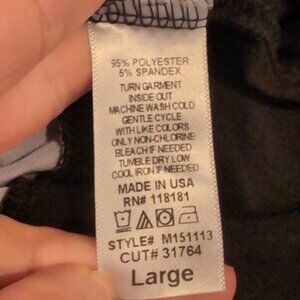 95% POLYESTER
5% SPANDEX
TURN GARMENT
INSIDE OUT
MACHINE WASH COLD
GENTLE CYCLE
WITH LIKE COLORS
ONLY NON-CHLORINE
BLEACH IF NEEDED
TUMBLE DRY LOW
COOL IRON IF NEEDED
MADE IN USA
RN# 118181
STYLE# M151113
CUT# 31764
Large